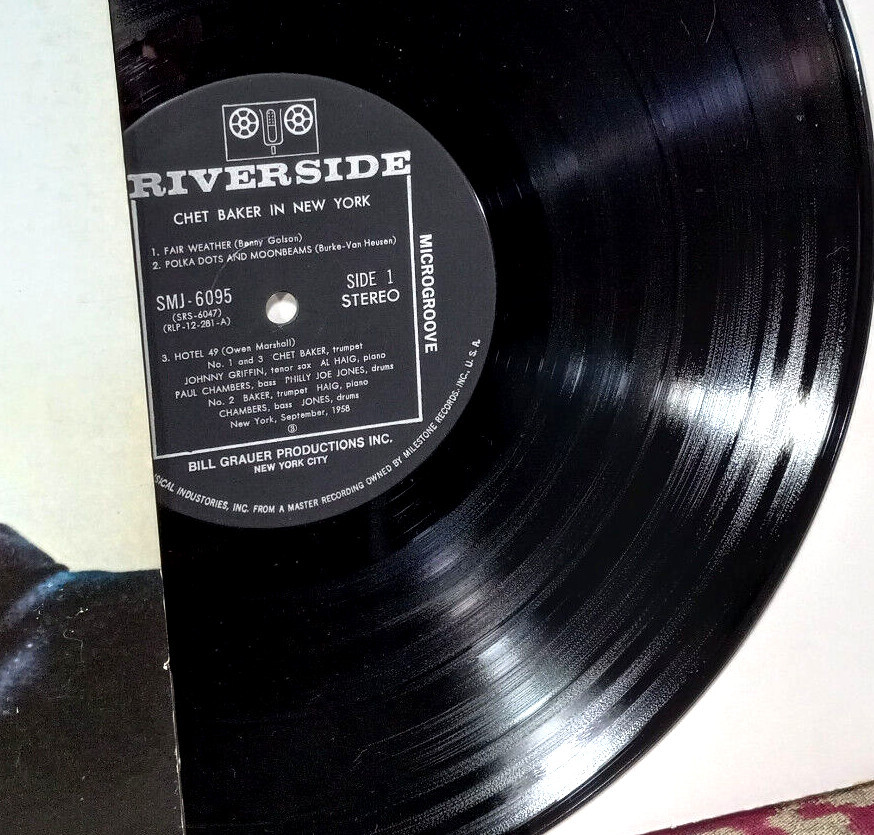 RIVERSIDE
CHET BAKER IN NEW YORK
1. FAIR WEATHER (Benny Golson)
2. POLKA DOTS AND MOONBEAMS (Burke-Van Heusen)
SMJ-6095
(SRS-6047)
(RLP-12-281-A)
SIDE 1
STEREO
MICROGROOVE
3. HOTEL 49 (Owen Marshall)
No. 1 and 3 CHET BAKER, trumpet
JOHNNY GRIFFIN, tenor sax AL HAIG, piano
PAUL CHAMBERS, bass PHILLY JOE JONES, drums
No. 2 BAKER, trumpet HAIG, piano
CHAMBERS, bass JONES, drums
New York, September, 1958
BILL GRAUER PRODUCTIONS INC.
NEW YORK CITY
SICAL INDUSTORIES, INC. FROM A MASTER RECORDING OWNED BY MILESTONE RECORDS, INC., U.S.A.